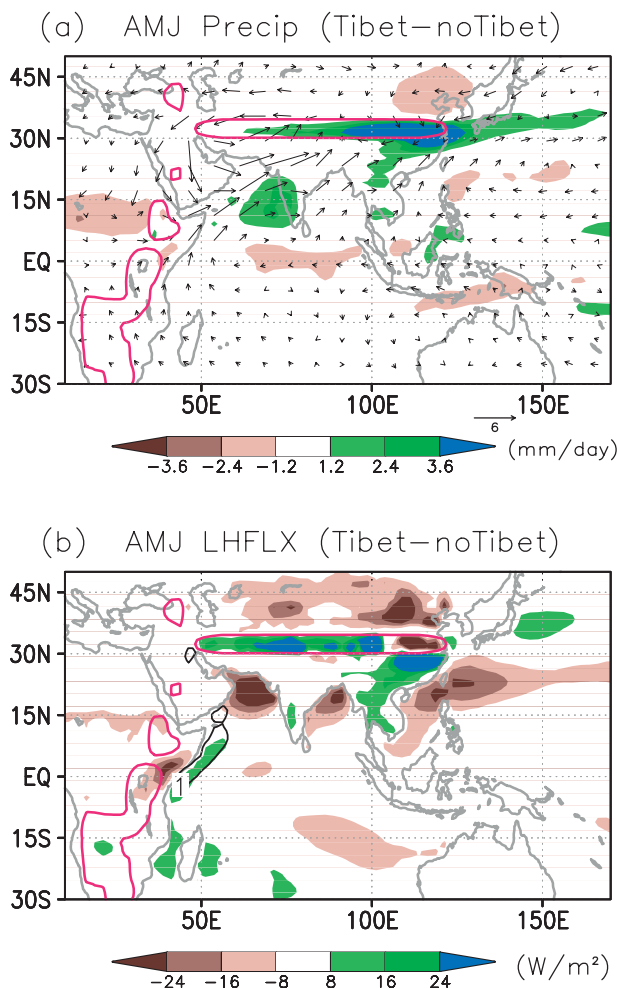 (a) AMJ Precip (Tibet−noTibet)
45N
30N
15N
EQ
15S
30S
50E 100E 150E
6
−3.6 −2.4 −1.2 1.2 2.4 3.6 (mm/day)
(b) AMJ LHFLX (Tibet−noTibet)
45N
30N
15N
EQ
1
15S
30S
50E 100E 150E
−24 −16 −8 8 16 24 (W/m²)